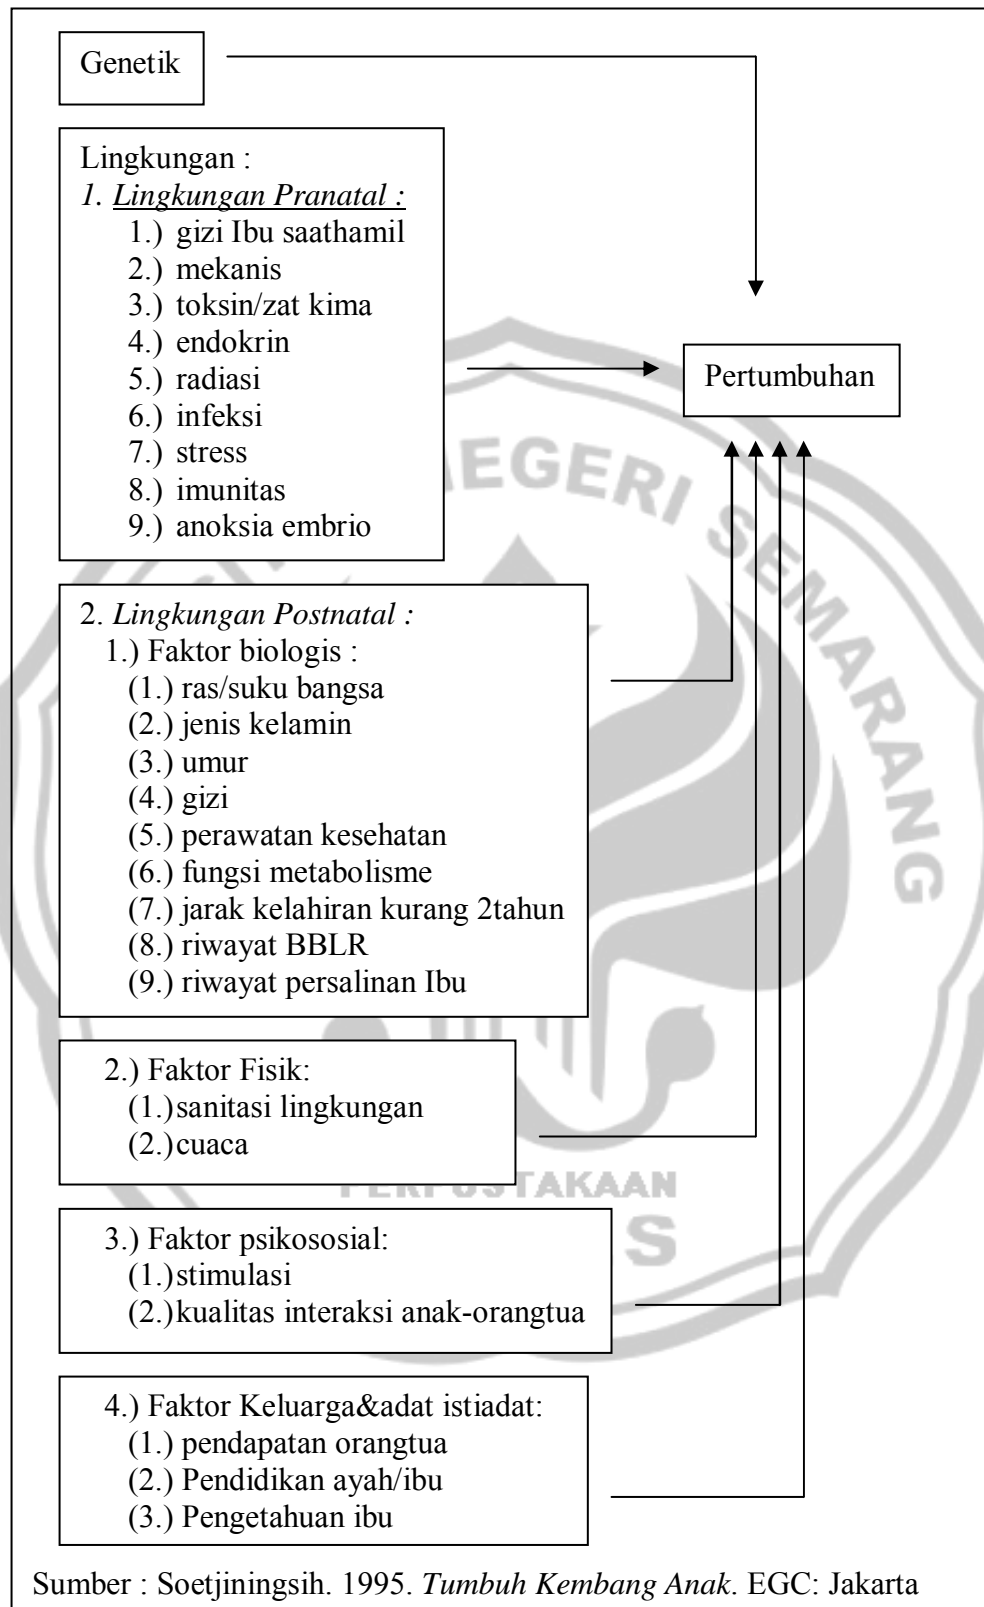 Genetik
Lingkungan :
1. Lingkungan Pranatal :
1.) gizi Ibu saathamil
2.) mekanis
3.) toksin/zat kima
4.) endokrin
5.) radiasi
6.) infeksi
7.) stress
8.) imunitas
9.) anoksia embrio
Pertumbuhan
2. Lingkungan Postnatal :
1.) Faktor biologis :
(1.) ras/suku bangsa
(2.) jenis kelamin
(3.) umur
(4.) gizi
(5.) perawatan kesehatan
(6.) fungsi metabolisme
(7.) jarak kelahiran kurang 2tahun
(8.) riwayat BBLR
(9.) riwayat persalinan Ibu
2.) Faktor Fisik:
(1.)sanitasi lingkungan
(2.)cuaca
3.) Faktor psikososial:
(1.)stimulasi
(2.)kualitas interaksi anak-orangtua
4.) Faktor Keluarga&adat istiadat:
(1.) pendapatan orangtua
(2.) Pendidikan ayah/ibu
(3.) Pengetahuan ibu
Sumber : Soetjiningsih. 1995. Tumbuh Kembang Anak. EGC: Jakarta
SEMARANG